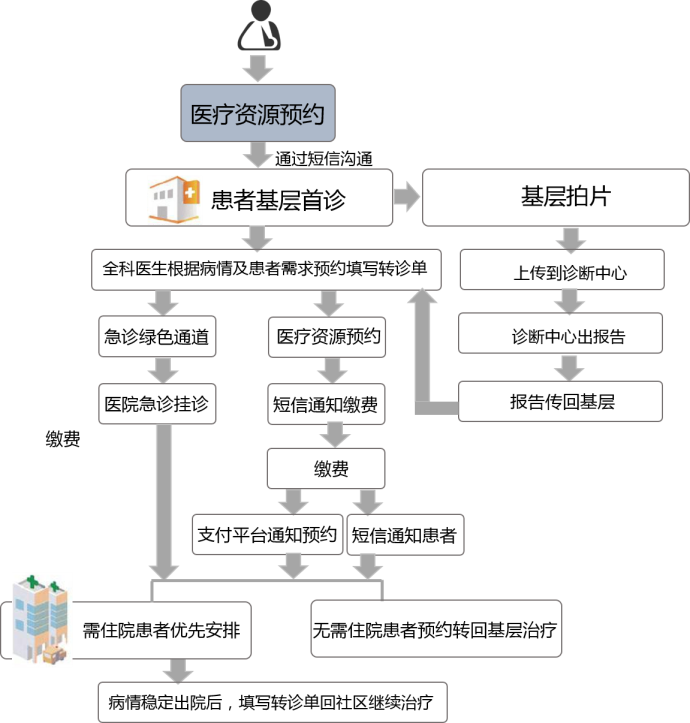 医疗资源预约
通过短信沟通
患者基层首诊
基层拍片
全科医生根据病情及患者需求预约填写转诊单
上传到诊断中心
急诊绿色通道
医疗资源预约
诊断中心出报告
医院急诊挂诊
短信通知缴费
报告传回基层
缴费
缴费
支付平台通知预约
短信通知患者
需住院患者优先安排
无需住院患者预约转回基层治疗
病情稳定出院后，填写转诊单回社区继续治疗